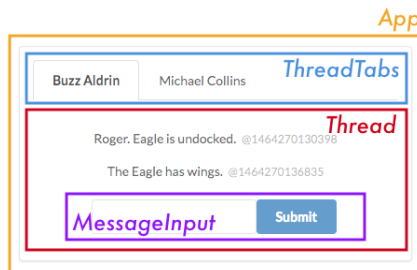 App
ThreadTabs
Buzz Aldrin Michael Collins
Thread
Roger. Eagle is undocked. @1464270130398
The Eagle has wings. @1464270136835
MessageInput Submit